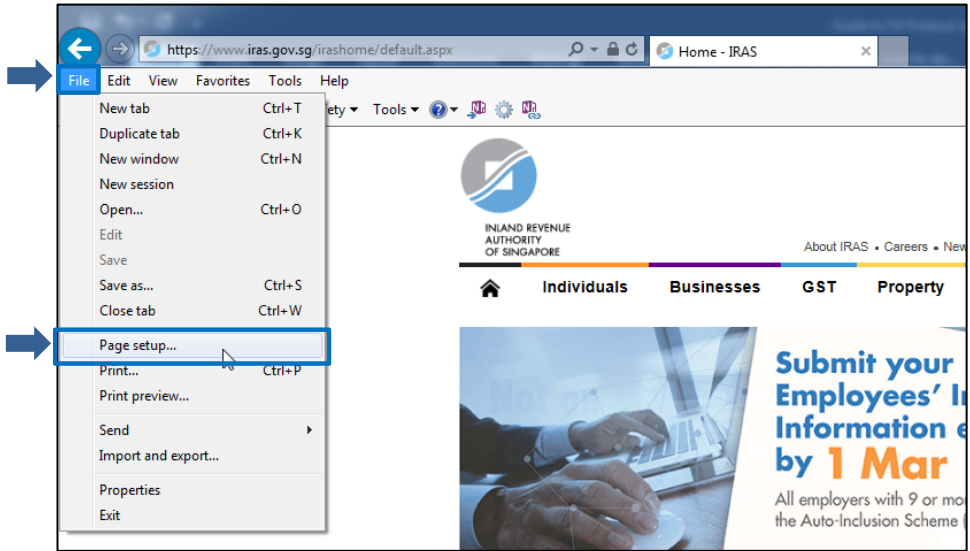 https://www.iras.gov.sg/irashome/default.aspx
Home - IRAS
File Edit View Favorites Tools Help
New tab Ctrl+T
Duplicate tab Ctrl+K
New window Ctrl+N
New session
Open... Ctrl+O
Edit
Save
Save as... Ctrl+S
Close tab Ctrl+W
Page setup...
Print... Ctrl+P
Print preview...
Send
Import and export...
Properties
Exit
ety Tools
INLAND REVENUE
AUTHORITY
OF SINGAPORE
About IRAS • Careers • New
Individuals Businesses GST Property
Submit your
Employees' I
Information e
by 1 Mar
All employers with 9 or mo
the Auto-Inclusion Scheme (